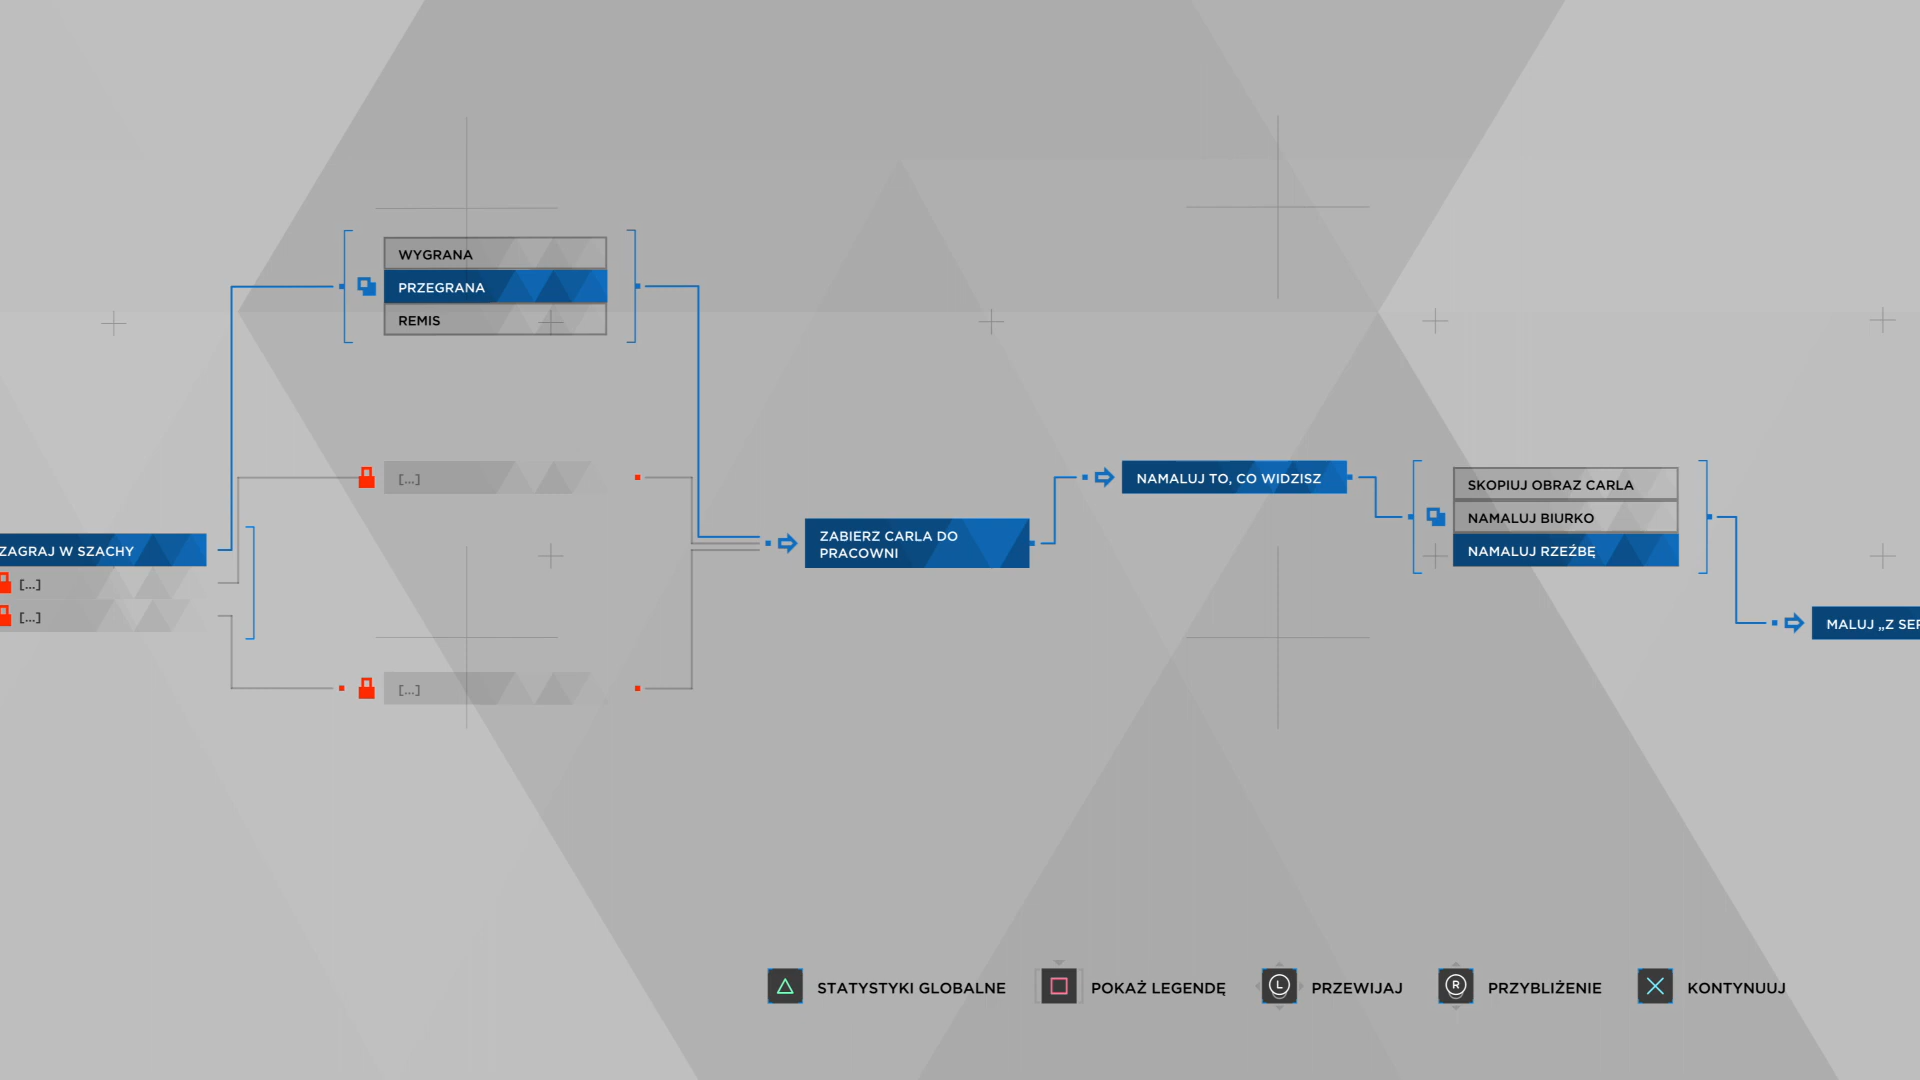 WYGRANA
PRZEGRANA
REMIS
[...]
ZAGRAJ W SZACHY
[...]
[...]
[...]
ZABIERZ CARLA DO
PRACOWNI
NAMALUJ TO, CO WIDZISZ
SKOPIUJ OBRAZ CARLA
NAMALUJ BIURKO
NAMALUJ RZEŹBĘ
MALUJ „Z SER
STATYSTYKI GLOBALNE
POKAŻ LEGENDĘ
L
PRZEWIJAJ
R
PRZYBLIŻENIE
KONTYNUUJ